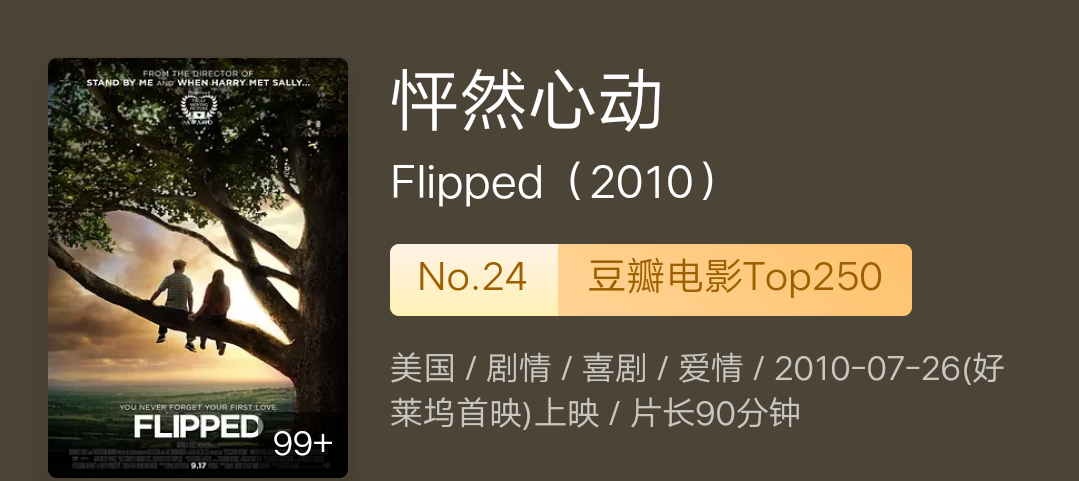 FROM THE DIRECTOR OF
STAND BY ME AND WHEN HARRY MET SALLY...
YOU NEVER FORGET YOUR FIRST LOVE.
FLIPPED
9.17
99+
怦然心动
Flipped（2010）
No.24 豆瓣电影Top250
美国 / 剧情 / 喜剧 / 爱情 / 2010-07-26(好
莱坞首映)上映 / 片长90分钟